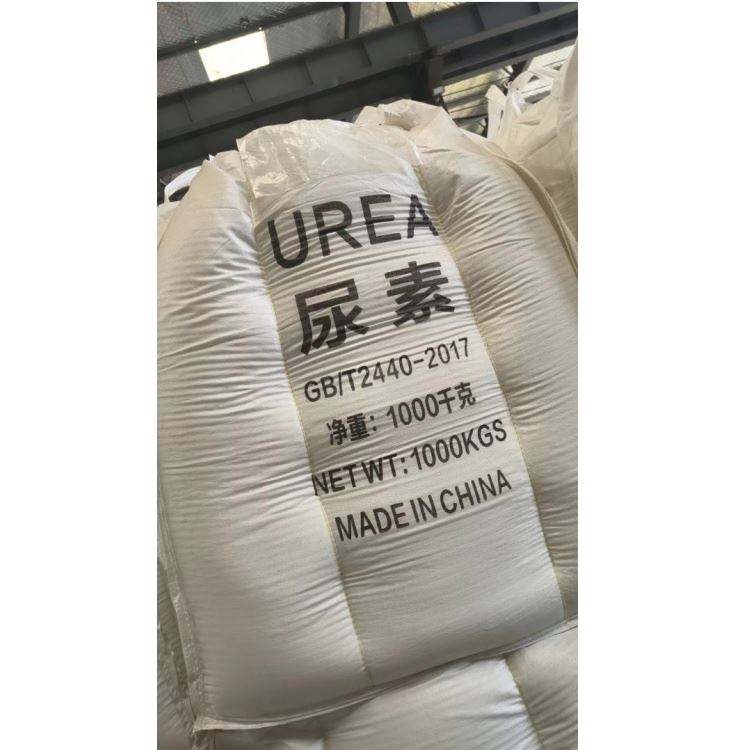 UREA
尿素
GB/T2440-2017
净重：1000千克
NET WT：1000KGS
MADE IN CHINA